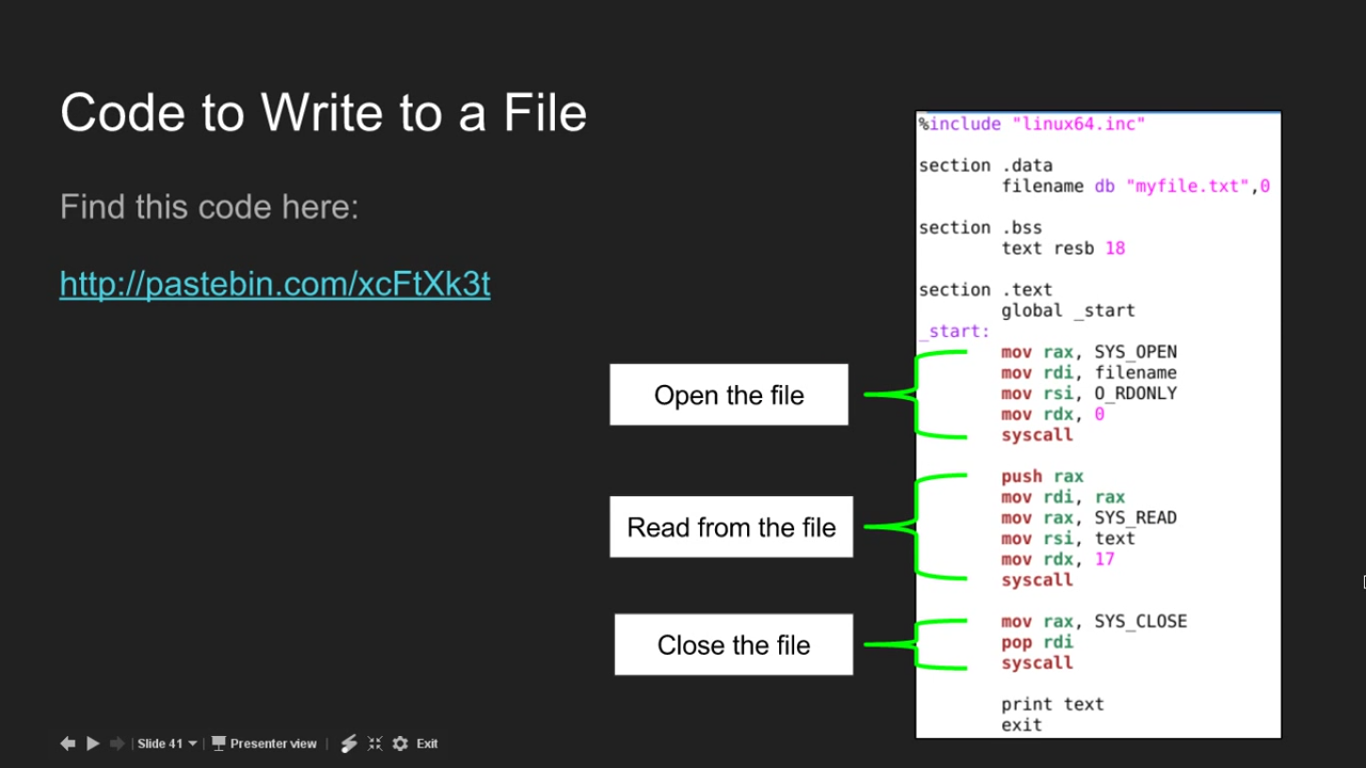 Code to Write to a File
Find this code here:
http://pastebin.com/xcFtXk3t
Open the file
Read from the file
Close the file
%include "linux64.inc"
section .data
filename db "myfile.txt",0
section .bss
text resb 18
section .text
global _start
_start:
mov rax, SYS_OPEN
mov rdi, filename
mov rsi, O_RDONLY
mov rdx, 0
syscall
push rax
mov rdi, rax
mov rax, SYS_READ
mov rsi, text
mov rdx, 17
syscall
mov rax, SYS_CLOSE
pop rdi
syscall
print text
exit
Slide 41 Presenter view Exit